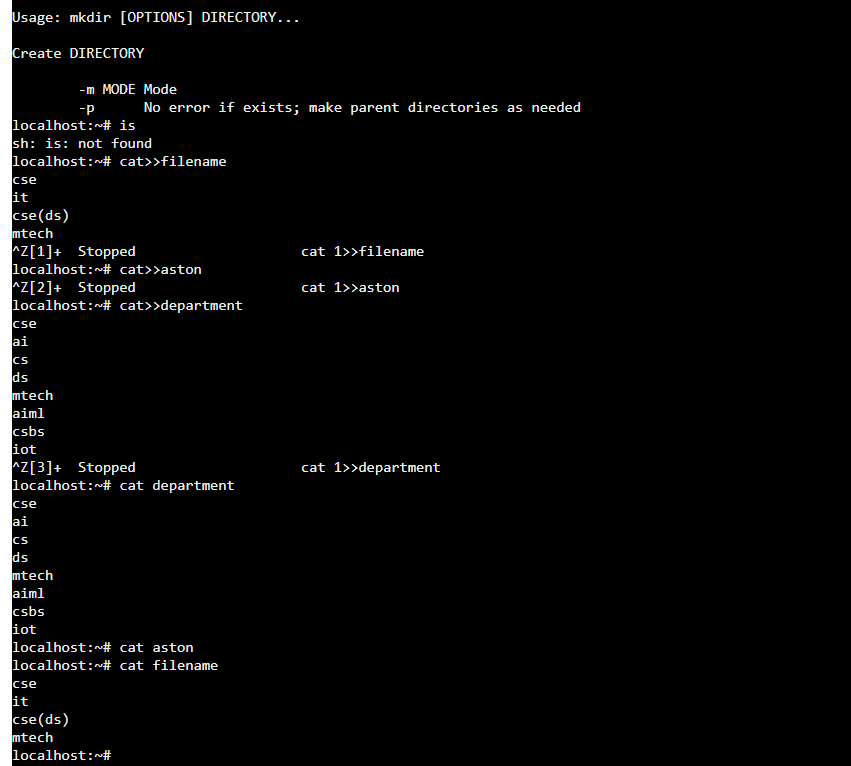 Usage: mkdir [OPTIONS] DIRECTORY...
Create DIRECTORY
-m MODE Mode
-p      No error if exists; make parent directories as needed
localhost:~# is
sh: is: not found
localhost:~# cat>>filename
cse
it
cse(ds)
mtech
^Z[1]+  Stopped                    cat 1>>filename
localhost:~# cat>>aston
^Z[2]+  Stopped                    cat 1>>aston
localhost:~# cat>>department
cse
ai
cs
ds
mtech
aiml
csbs
iot
^Z[3]+  Stopped                    cat 1>>department
localhost:~# cat department
cse
ai
cs
ds
mtech
aiml
csbs
iot
localhost:~# cat aston
localhost:~# cat filename
cse
it
cse(ds)
mtech
localhost:~#